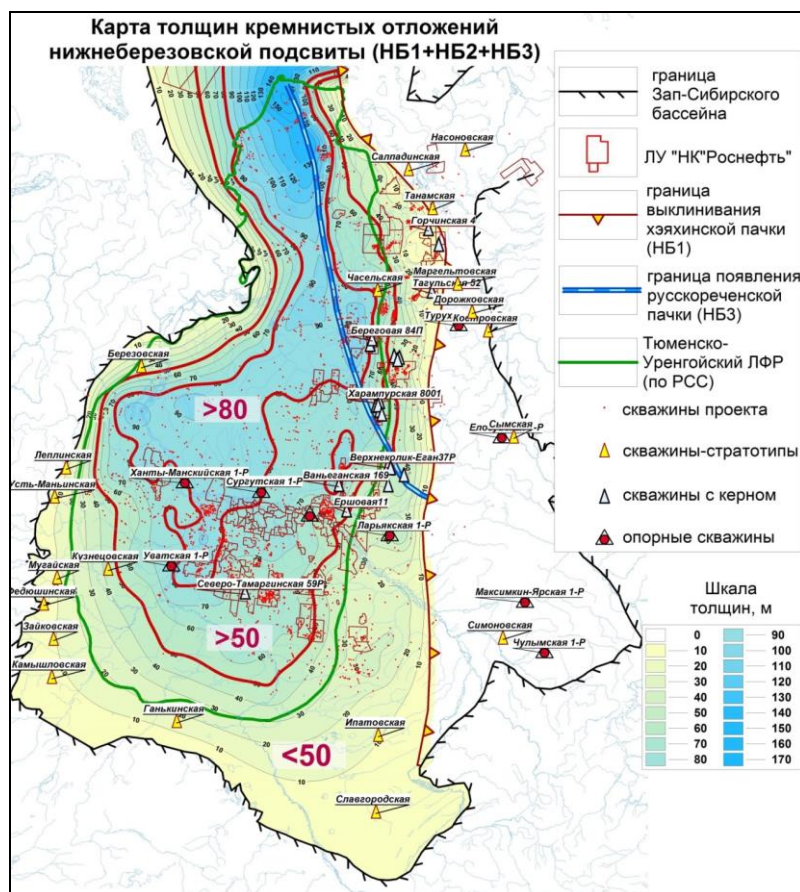 Карта толщин кремнистых отложений
нижнеберезовской подсвиты (НБ1+НБ2+НБ3)
граница
Зап-Сибирского
бассейна
ЛУ "НК"Роснефть"
граница
выклинивания
хэяхинской пачки
(НБ1)
граница появления
русскореченской
пачки (НБ3)
Тюменско-
Уренгойский ЛФР
(по РСС)
скважины проекта
скважины-стратотипы
скважины с керном
опорные скважины
Шкала
толщин, м
0 90
10 100
20 110
30 120
40 130
50 140
60 150
70 160
80 170
Насоновская
Салпадинская
Танамская
Горчинская 4
Маргельтовская
Часельская
Тагульская 52
Дорожковская
Турух
Костровская
Береговая 84П
Березовская
Харампурская 8001
>80
Сымская
Верхнекрлик-Еган37Р
Леплинская
Ханты-Мансийская 1-Р
Сургутская 1-Р
Ваньеганская 169
Усть-Маньинская
Ершовая11
Ларьякская 1-Р
Уватская 1-Р
Кузнецовская
Мугайская
Северо-Тамаргинская 59Р
Максимкин-Ярская 1-Р
Федюшинская
>50
Зайковская
Симоновская
Чулымская 1-Р
Камышловская
Ганькинская
Ипатовская
<50
Славгородская